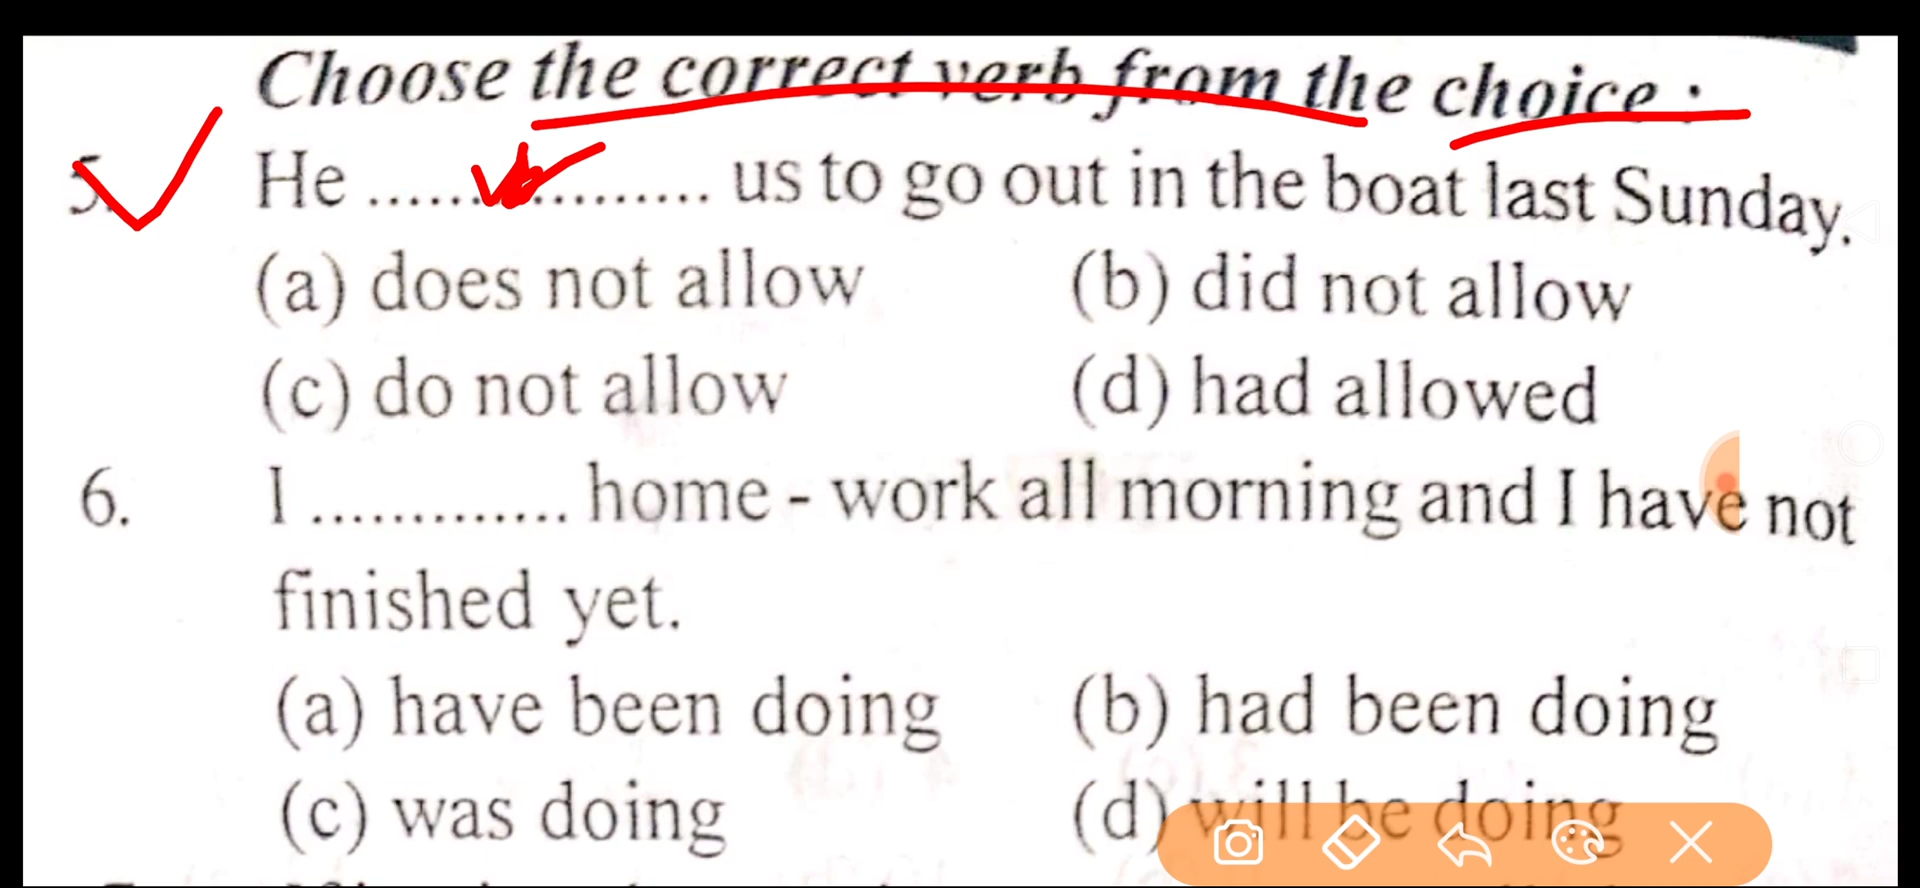 Choose the correct verb from the choice :
5. He ................. us to go out in the boat last Sunday.
(a) does not allow (b) did not allow
(c) do not allow (d) had allowed
6. I ............. home - work all morning and I have not
finished yet.
(a) have been doing (b) had been doing
(c) was doing (d) will be doing